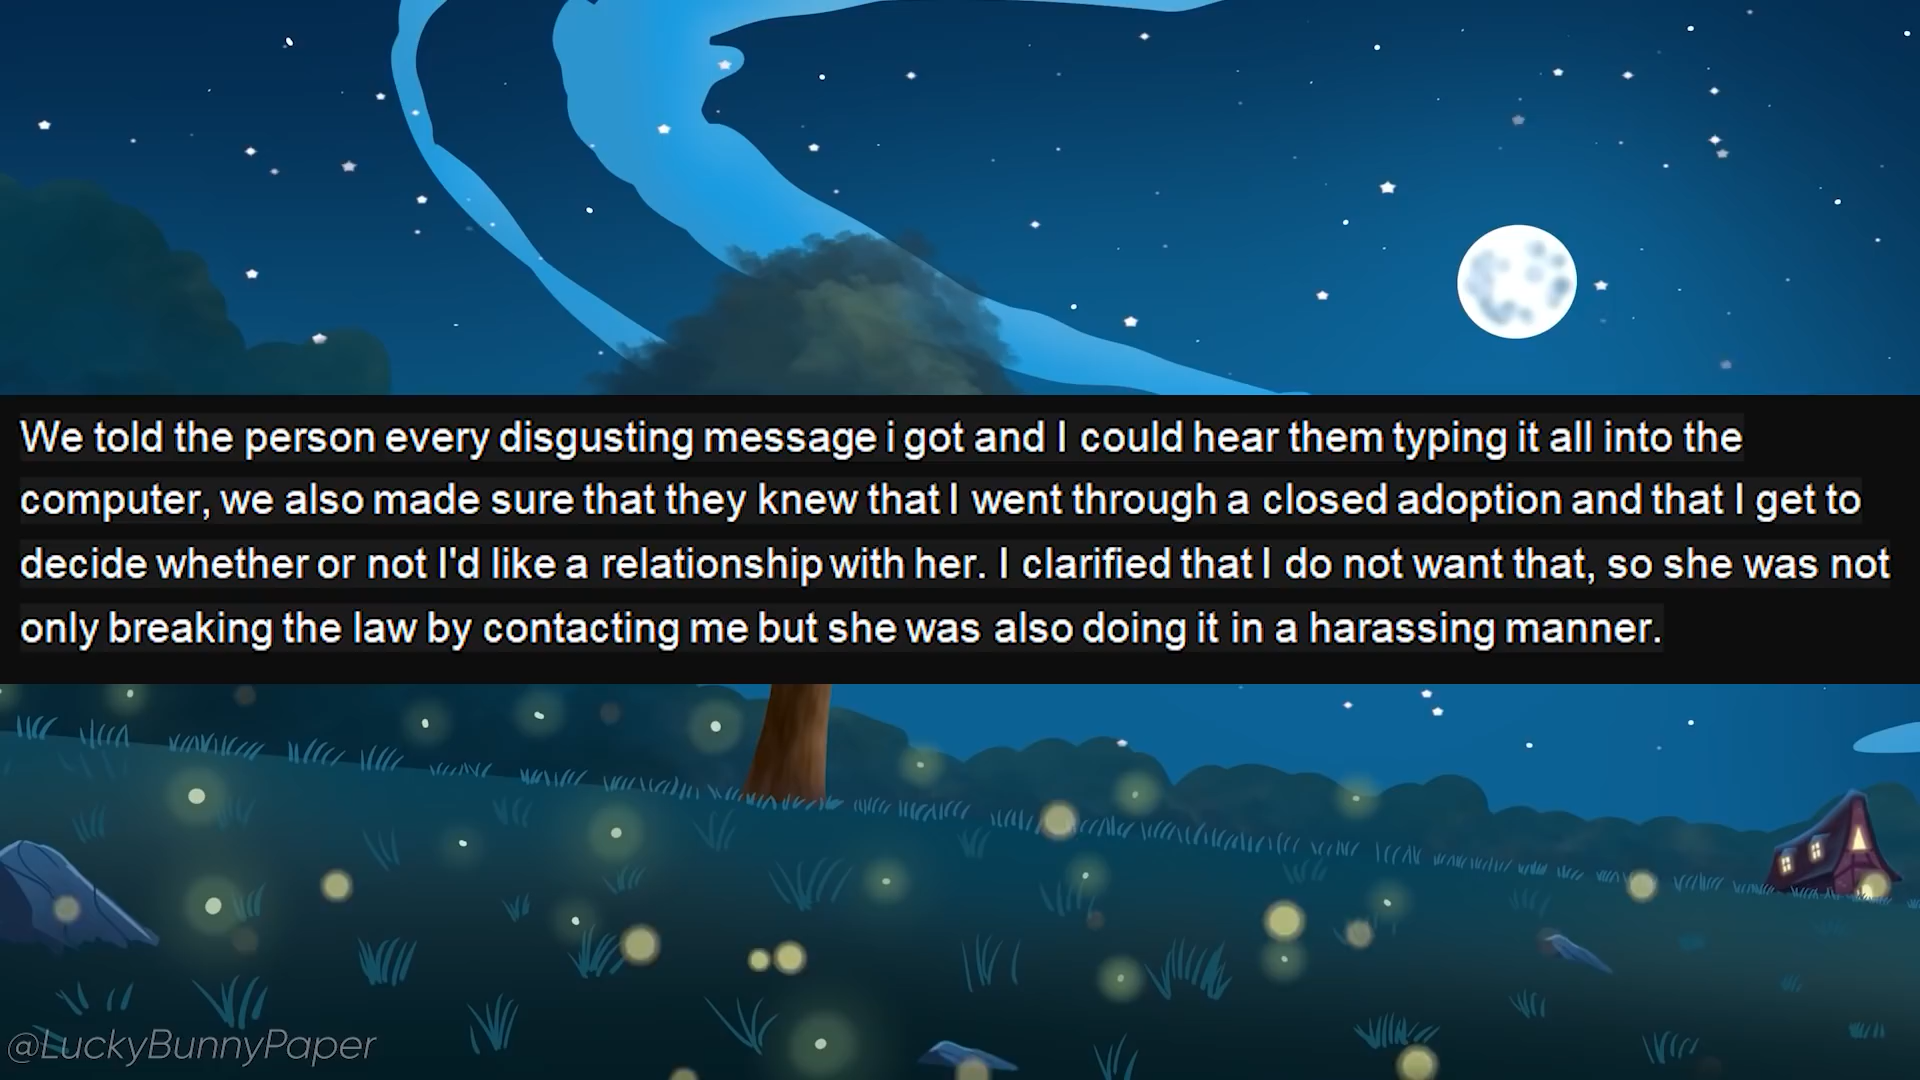 We told the person every disgusting message i got and I could hear them typing it all into the
computer, we also made sure that they knew that I went through a closed adoption and that I get to
decide whether or not I'd like a relationship with her. I clarified that I do not want that, so she was not
only breaking the law by contacting me but she was also doing it in a harassing manner.
@LuckyBunnyPaper